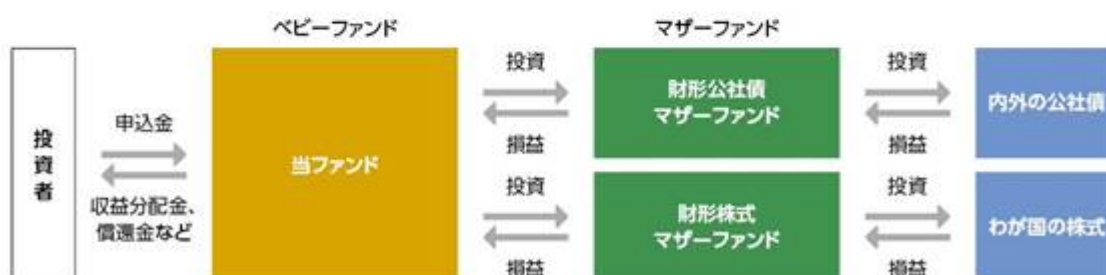 ベビーファンド
マザーファンド
投資者
申込金
収益分配金、
償還金など
当ファンド
投資
損益
投資
損益
財形公社債
マザーファンド
財形株式
マザーファンド
投資
損益
投資
損益
内外の公社債
わが国の株式